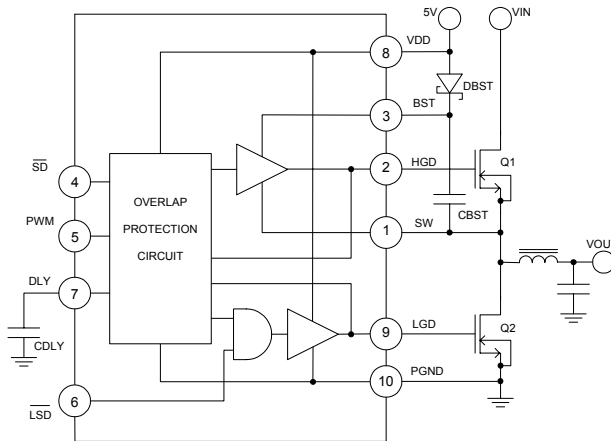 5V
VIN
VDD
8
DBST
BST
3
SD
4
2
HGD
Q1
OVERLAP
PROTECTION
CIRCUIT
CBST
PWM
5
1
SW
VOU
DLY
7
CDLY
9
LGD
Q2
LSD
6
10
PGND